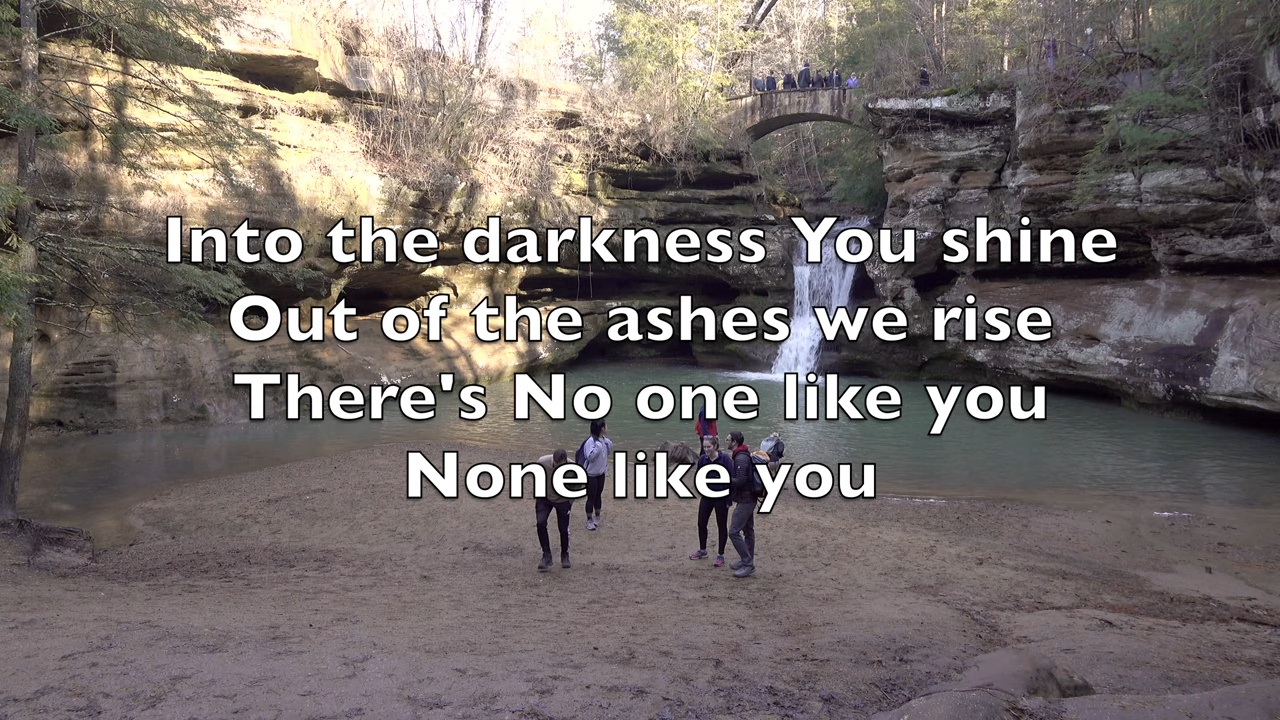 Into the darkness You shine
Out of the ashes we rise
There's No one like you
None like you